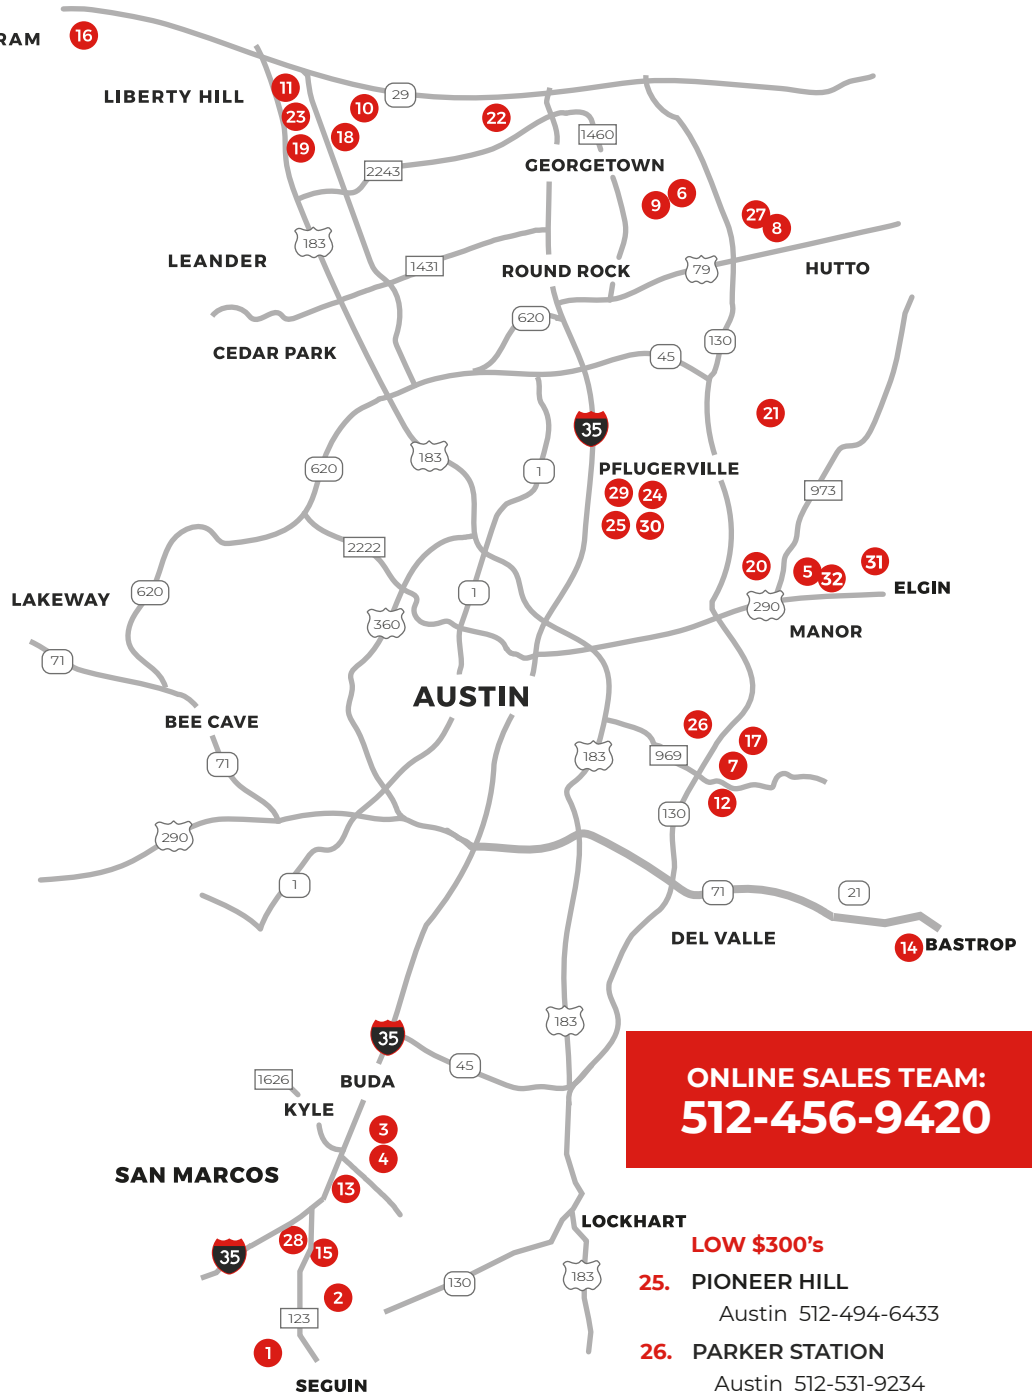 RAM
16
LIBERTY HILL
11
10
29
23
22
18
19
1460
2243
GEORGETOWN
9
6
27
8
183
LEANDER
1431
ROUND ROCK
79
HUTTO
620
130
CEDAR PARK
45
21
35
183
620
1
PFLUGERVILLE
29
24
973
25
30
2222
20
5
32
31
ELGIN
620
1
LAKEWAY
290
360
MANOR
71
AUSTIN
BEE CAVE
26
17
183
969
7
71
12
130
290
1
71
21
DEL VALLE
14
BASTROP
183
35
45
1626
BUDA
KYLE
3
4
SAN MARCOS
13
ONLINE SALES TEAM:
512-456-9420
LOCKHART
28
15
35
183
130
2
123
1
SEGUIN
LOW $300's
25. PIONEER HILL
Austin 512-494-6433
26. PARKER STATION
Austin 512-531-9234